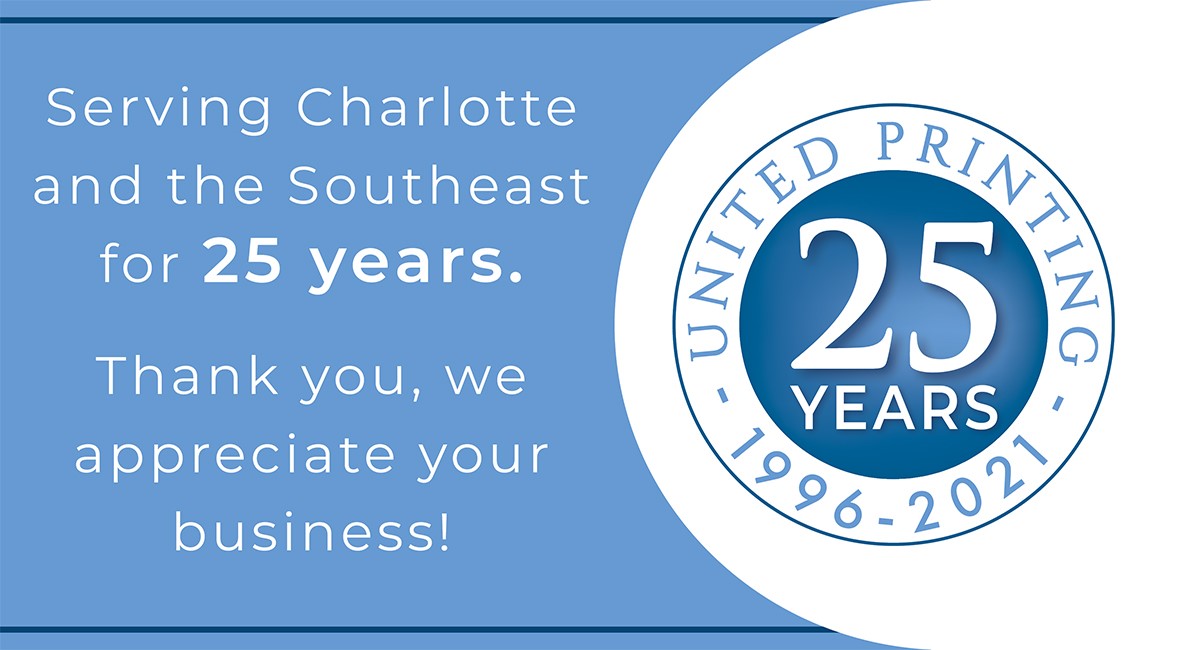 Serving Charlotte
and the Southeast
for 25 years.
Thank you, we
appreciate your
business!
UNITED PRINTING
25
YEARS
- 1996-2021 -